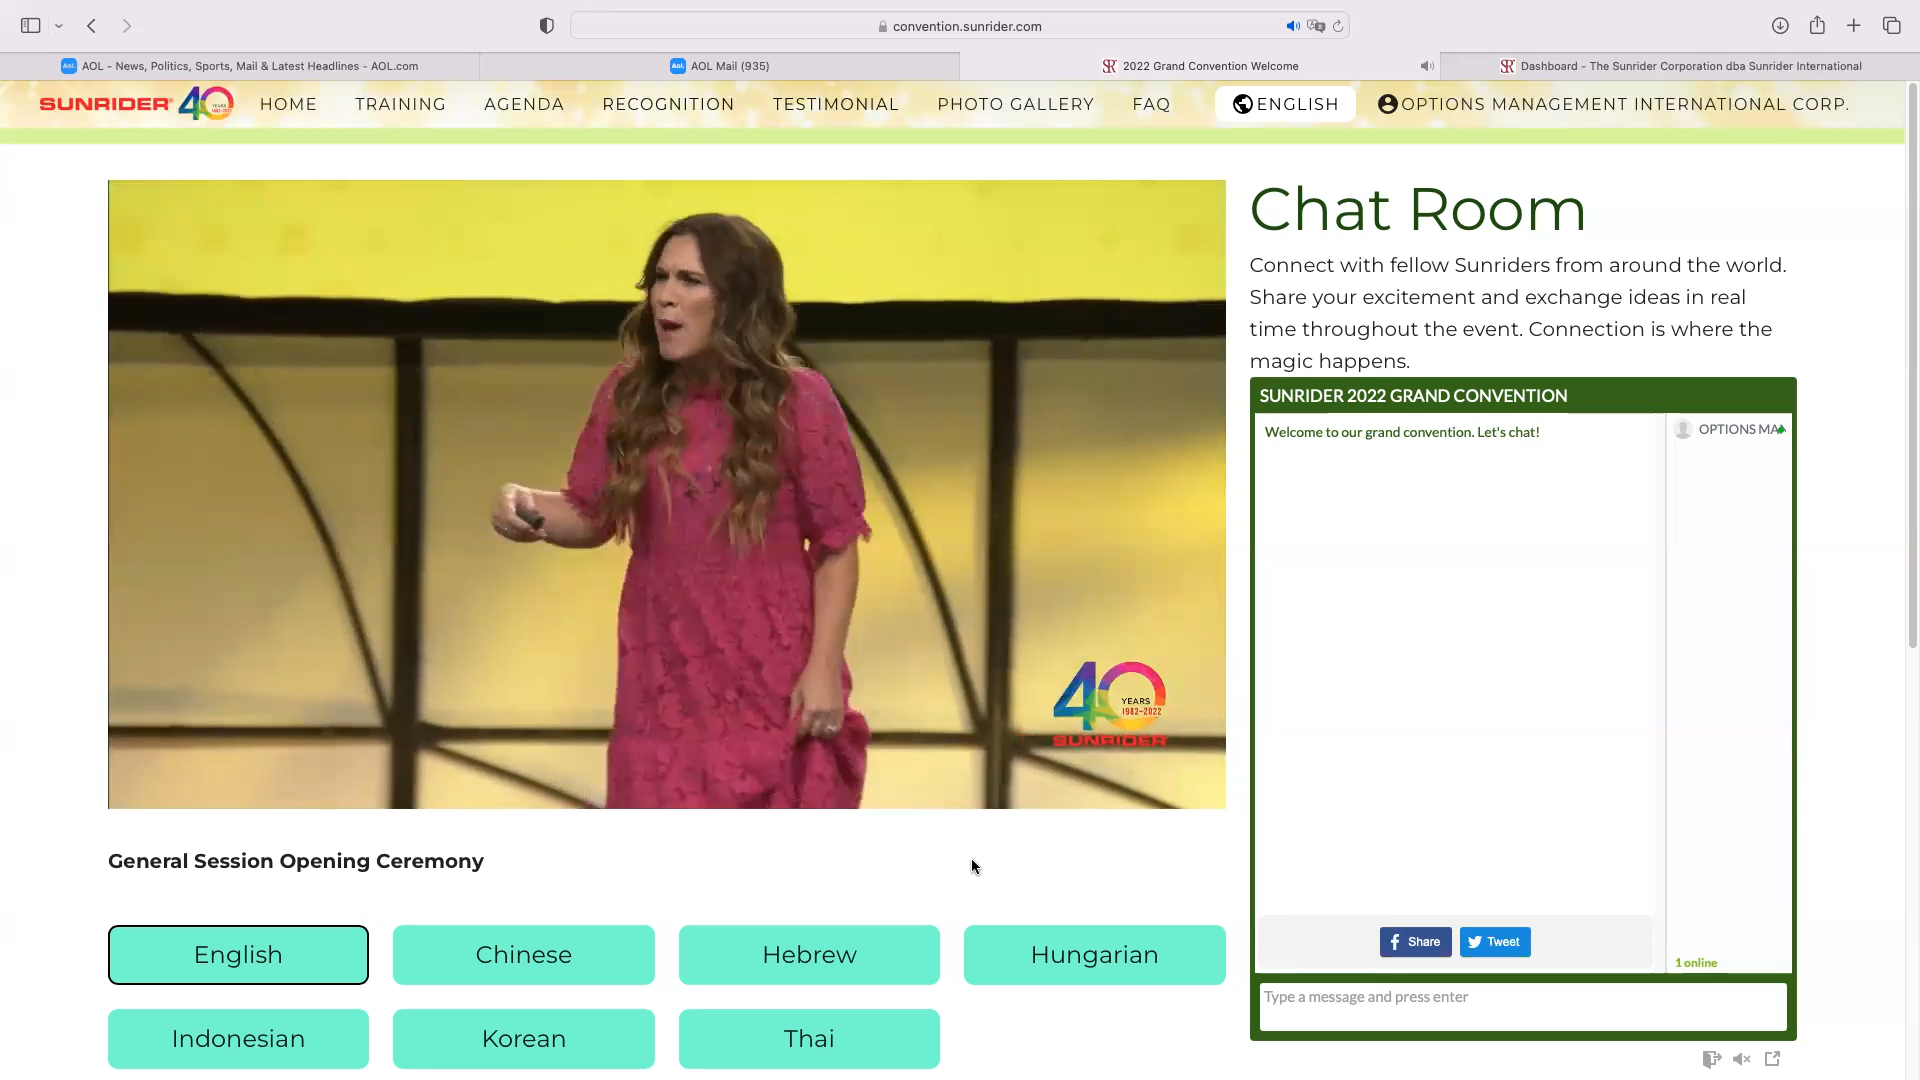 convention.sunrider.com
AOL - News, Politics, Sports, Mail & Latest Headlines - AOL.com
AOL Mail (935)
2022 Grand Convention Welcome
Dashboard - The Sunrider Corporation dba Sunrider International
SUNRIDER 40 YEARS
HOME
TRAINING
AGENDA
RECOGNITION
TESTIMONIAL
PHOTO GALLERY
FAQ
ENGLISH
OPTIONS MANAGEMENT INTERNATIONAL CORP.
40
YEARS
1982-2022
SUNRIDER
General Session Opening Ceremony
English
Chinese
Hebrew
Hungarian
Indonesian
Korean
Thai
Chat Room
Connect with fellow Sunriders from around the world.
Share your excitement and exchange ideas in real
time throughout the event. Connection is where the
magic happens.
SUNRIDER 2022 GRAND CONVENTION
Welcome to our grand convention. Let's chat!
OPTIONS MA
Share
Tweet
1 online
Type a message and press enter